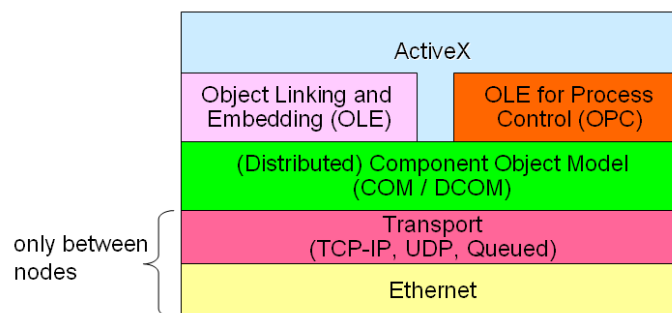 ActiveX
Object Linking and
Embedding (OLE)
OLE for Process
Control (OPC)
(Distributed) Component Object Model
(COM / DCOM)
Transport
(TCP-IP, UDP, Queued)
only between
nodes
Ethernet